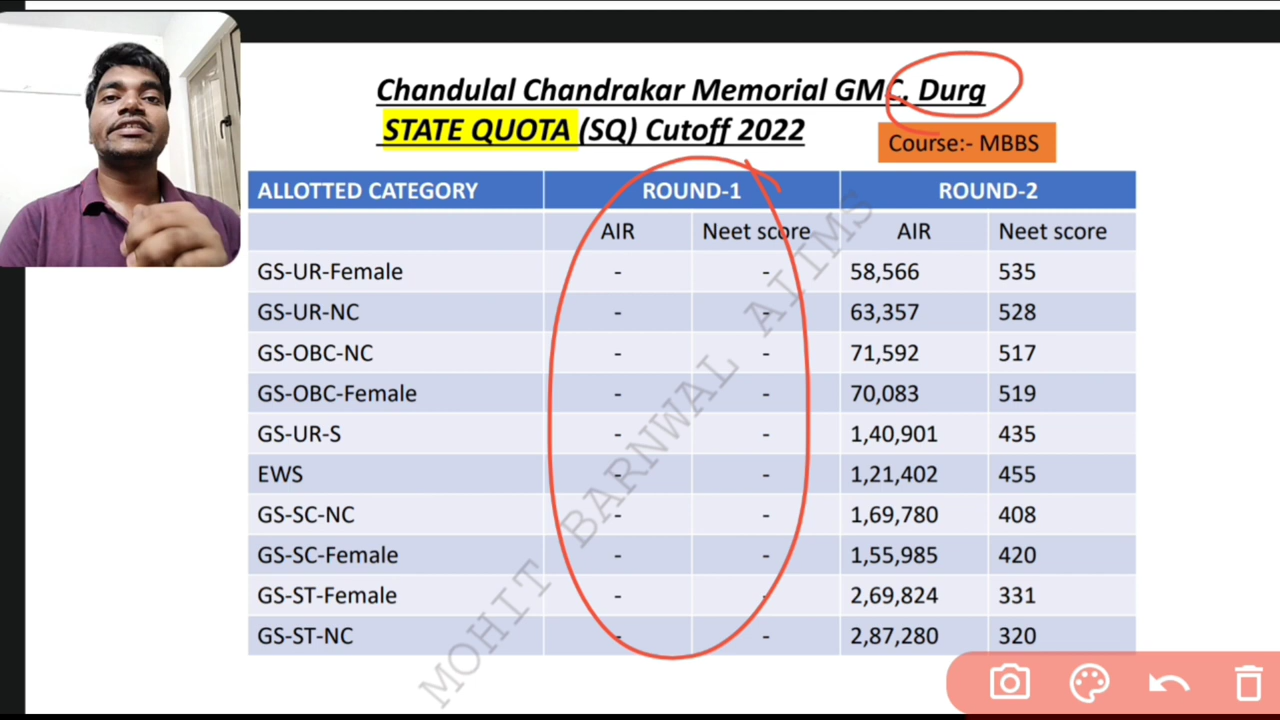 Chandulal Chandrakar Memorial GMC, Durg
STATE QUOTA (SQ) Cutoff 2022
Course:- MBBS
ALLOTTED CATEGORY ROUND-1 ROUND-2
AIR Neet score AIR Neet score
GS-UR-Female - - 58,566 535
GS-UR-NC - - 63,357 528
GS-OBC-NC - - 71,592 517
GS-OBC-Female - - 70,083 519
GS-UR-S - - 1,40,901 435
EWS - - 1,21,402 455
GS-SC-NC - - 1,69,780 408
GS-SC-Female - - 1,55,985 420
GS-ST-Female - - 2,69,824 331
GS-ST-NC - - 2,87,280 320
MOHIT BARNWAL AIIMS